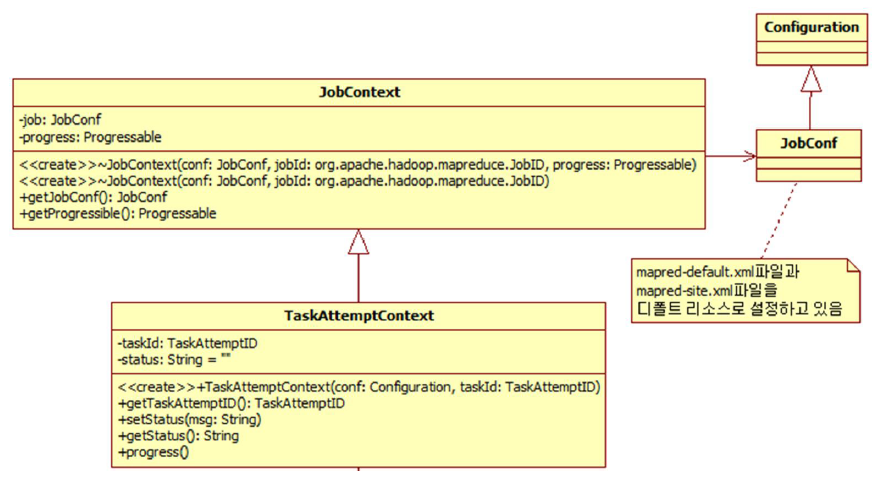 Configuration
JobContext
-job: JobConf
-progress: Progressable
<<create>>~JobContext(conf: JobConf, jobId: org.apache.hadoop.mapreduce.JobID, progress: Progressable)
<<create>>~JobContext(conf: JobConf, jobId: org.apache.hadoop.mapreduce.JobID)
+getJobConf(): JobConf
+getProgressible(): Progressable
JobConf
mapred-default.xml파일과
mapred-site.xml파일을
디폴트 리소스로 설정하고 있음
TaskAttemptContext
-taskId: TaskAttemptID
-status: String = ""
<<create>>+TaskAttemptContext(conf: Configuration, taskId: TaskAttemptID)
+getTaskAttemptID(): TaskAttemptID
+setStatus(msg: String)
+getStatus(): String
+progress()